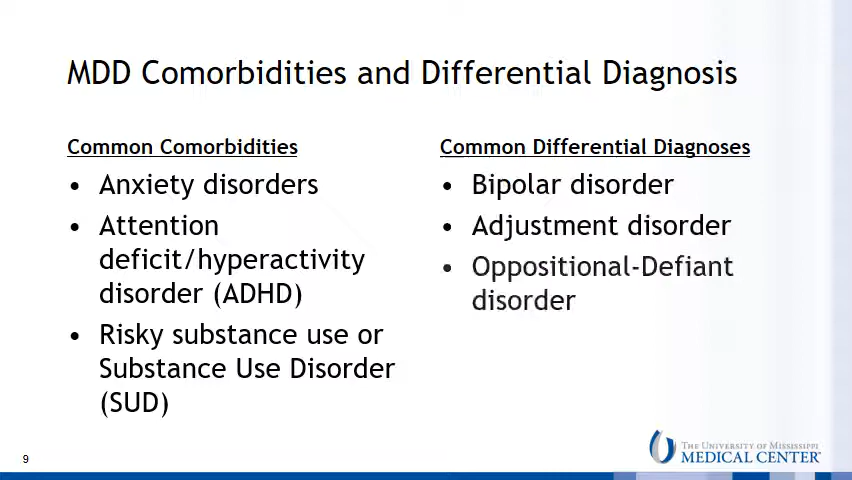 MDD Comorbidities and Differential Diagnosis
Common Comorbidities
• Anxiety disorders
• Attention
deficit/hyperactivity
disorder (ADHD)
• Risky substance use or
Substance Use Disorder
(SUD)
Common Differential Diagnoses
• Bipolar disorder
• Adjustment disorder
• Oppositional-Defiant
disorder
9
THE UNIVERSITY OF MISSISSIPPI
MEDICAL CENTER